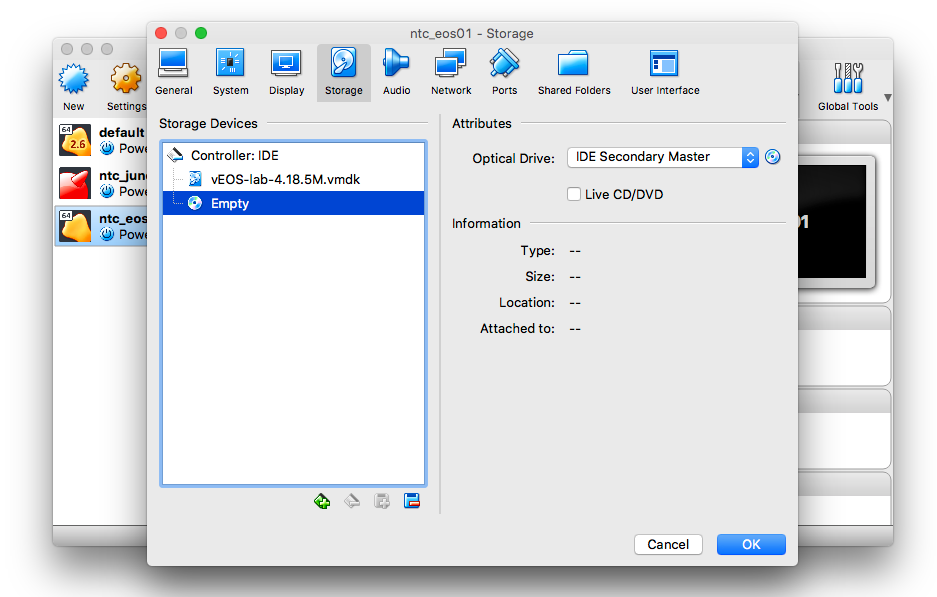 ntc_eos01 - Storage
General
System
Display
Storage
Audio
Network
Ports
Shared Folders
User Interface
New
Settings
Global Tools
64
2.6
default
Powe
ntc_jun
Powe
64
ntc_eos
Powe
Storage Devices
Controller: IDE
vEOS-lab-4.18.5M.vmdk
Empty
Attributes
Optical Drive: IDE Secondary Master
Live CD/DVD
Information
Type: --
Size: --
Location: --
Attached to: --
01
Cancel
OK